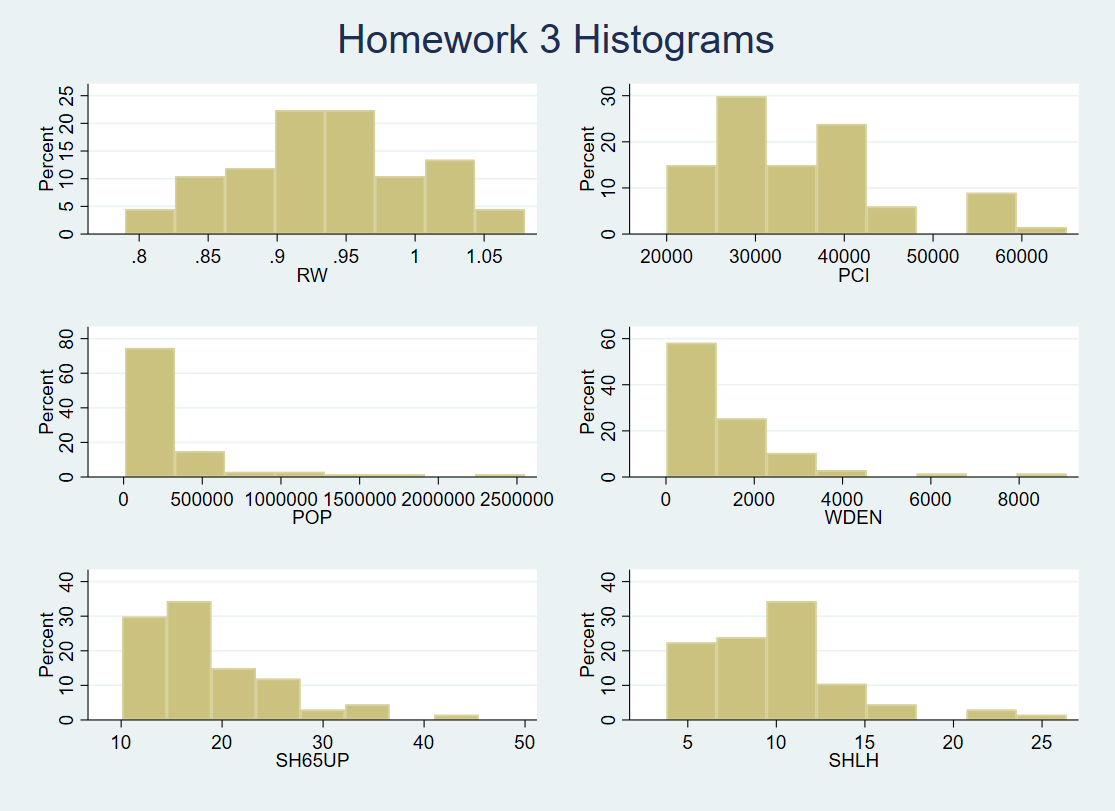 Homework 3 Histograms
Percent
0 5 10 15 20 25
.8 .85 .9 .95 1 1.05
RW
Percent
0 10 20 30
20000 30000 40000 50000 60000
PCI
Percent
0 20 40 60 80
0 500000 1000000 1500000 2000000 2500000
POP
Percent
0 20 40 60
0 2000 4000 6000 8000
WDEN
Percent
0 10 20 30 40
10 20 30 40 50
SH65UP
Percent
0 10 20 30 40
5 10 15 20 25
SHLH